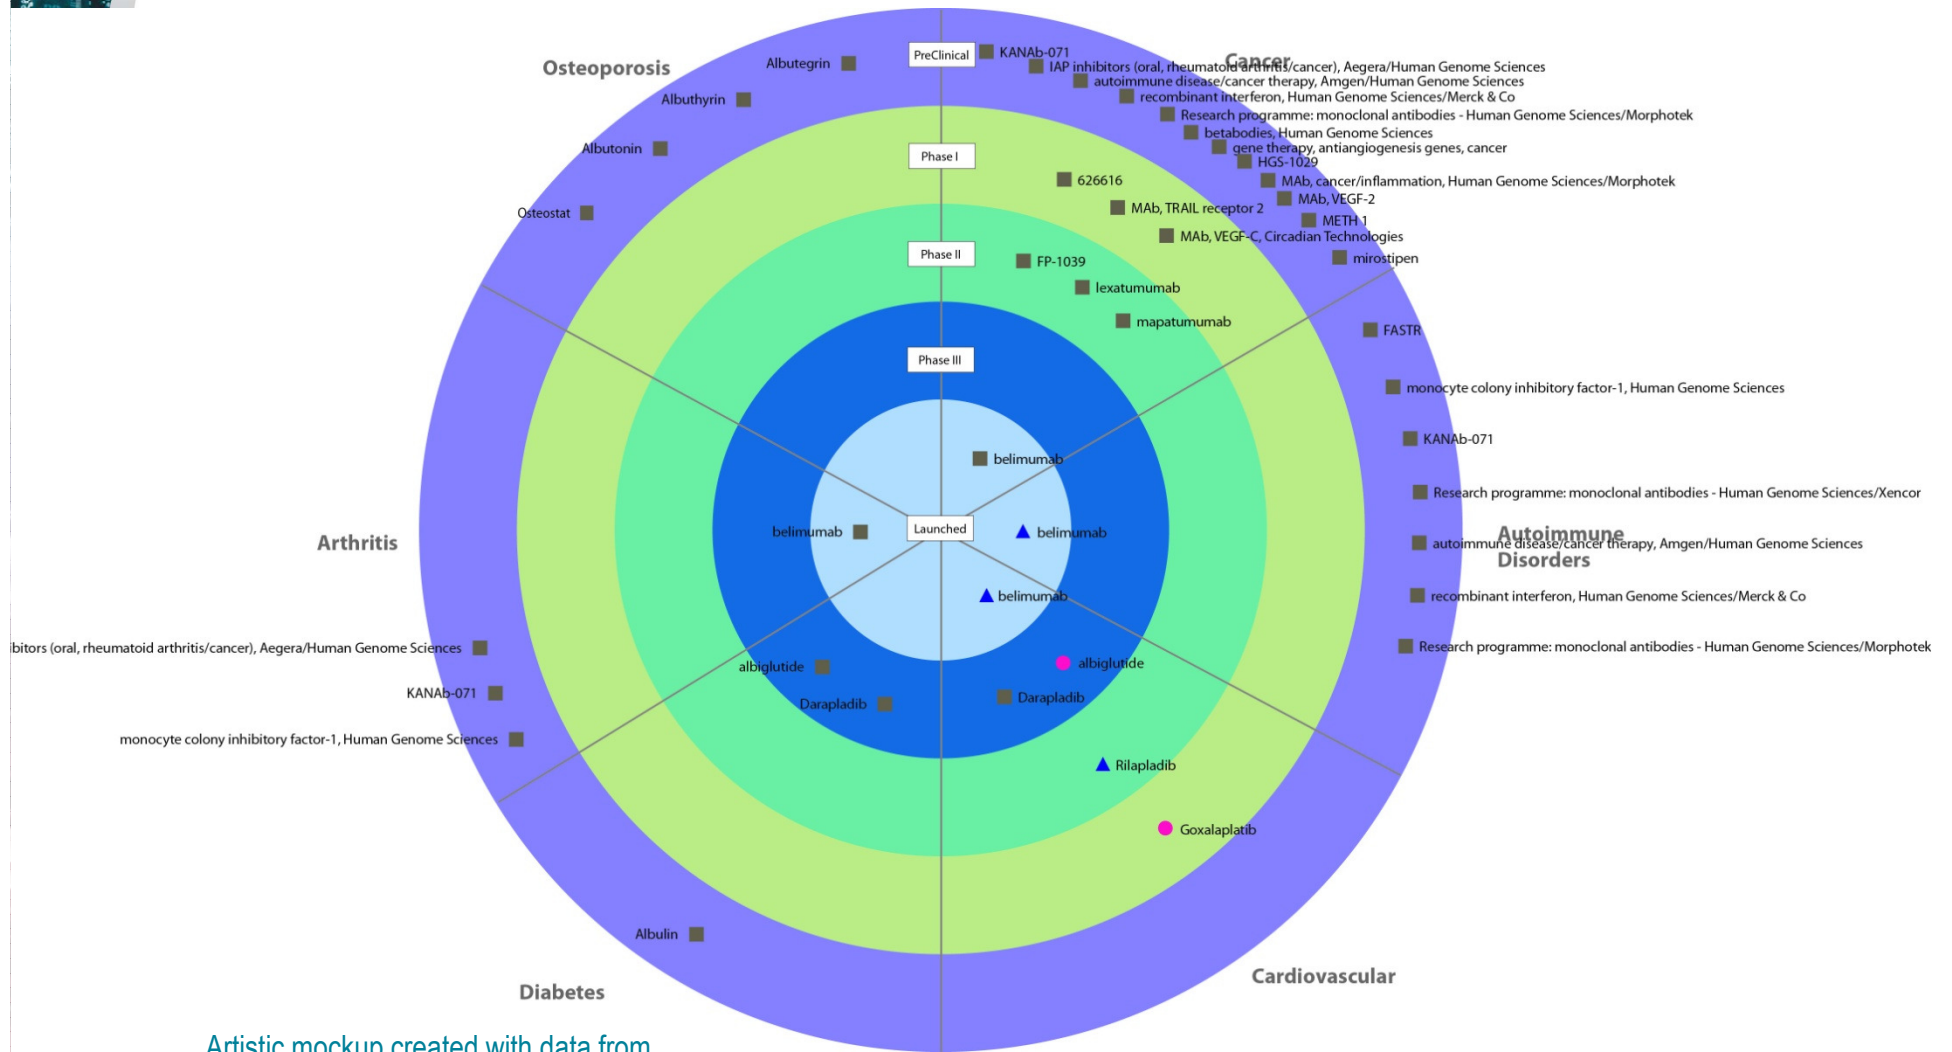 PreClinical
KANAb-071
Cancer
Osteoporosis
Albutegrin
IAP inhibitors (oral, rheumatoid arthritis/cancer), Aegera/Human Genome Sciences
autoimmune disease/cancer therapy, Amgen/Human Genome Sciences
Albuthyrin
recombinant interferon, Human Genome Sciences/Merck & Co
Research programme: monoclonal antibodies - Human Genome Sciences/Morphotek
betabodies, Human Genome Sciences
Albutonin
gene therapy, antiangiogenesis genes, cancer
Phase I
HGS-1029
626616
MAb, cancer/inflammation, Human Genome Sciences/Morphotek
MAb, VEGF-2
MAb, TRAIL receptor 2
Osteostat
METH 1
MAb, VEGF-C, Circadian Technologies
Phase II
FP-1039
mirostipen
lexatumumab
mapatumumab
FASTR
Phase III
monocyte colony inhibitory factor-1, Human Genome Sciences
KANAb-071
belimumab
Research programme: monoclonal antibodies - Human Genome Sciences/Xencor
Launched
belimumab
belimumab
Arthritis
autoimmune disease/cancer therapy, Amgen/Human Genome Sciences
Autoimmune
Disorders
belimumab
recombinant interferon, Human Genome Sciences/Merck & Co
ibitors (oral, rheumatoid arthritis/cancer), Aegera/Human Genome Sciences
Research programme: monoclonal antibodies - Human Genome Sciences/Morphotek
albiglutide
albiglutide
KANAb-071
Darapladib
Darapladib
monocyte colony inhibitory factor-1, Human Genome Sciences
Rilapladib
Goxalaplatib
Albulin
Cardiovascular
Diabetes
Artistic mockup created with data from